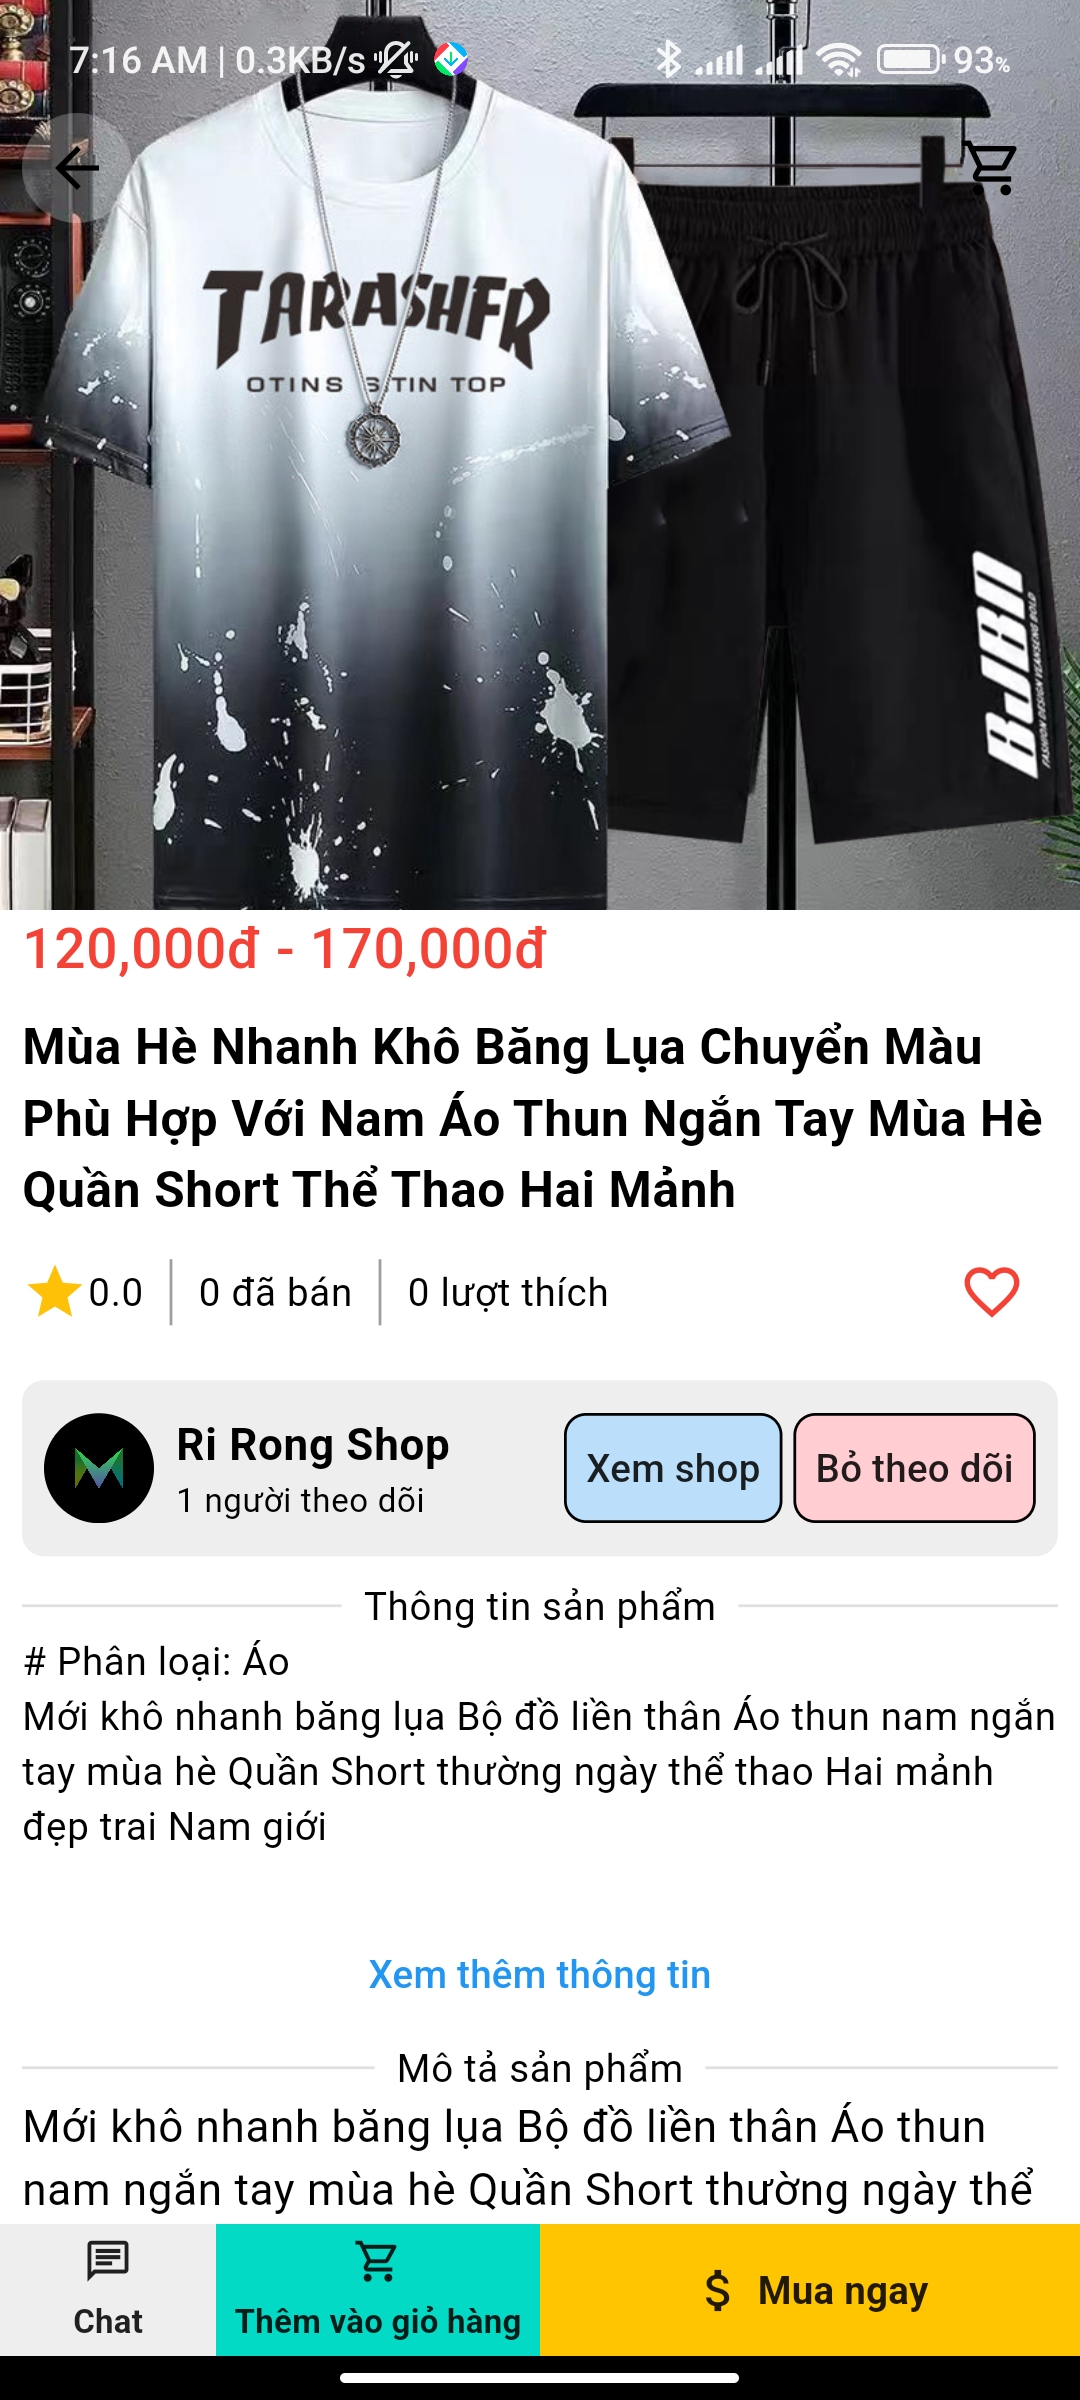 7:16 AM | 0.3KB/s
93%
TARASHFR
OTINS STIN TOP
BJBN
120,000đ - 170,000đ
Mùa Hè Nhanh Khô Băng Lụa Chuyển Màu
Phù Hợp Với Nam Áo Thun Ngắn Tay Mùa Hè
Quần Short Thể Thao Hai Mảnh
0.0 | 0 đã bán | 0 lượt thích
Ri Rong Shop
1 người theo dõi
Xem shop
Bỏ theo dõi
Thông tin sản phẩm
# Phân loại: Áo
Mới khô nhanh băng lụa Bộ đồ liền thân Áo thun nam ngắn
tay mùa hè Quần Short thường ngày thể thao Hai mảnh
đẹp trai Nam giới
Xem thêm thông tin
Mô tả sản phẩm
Mới khô nhanh băng lụa Bộ đồ liền thân Áo thun
nam ngắn tay mùa hè Quần Short thường ngày thể
Chat
Thêm vào giỏ hàng
$ Mua ngay